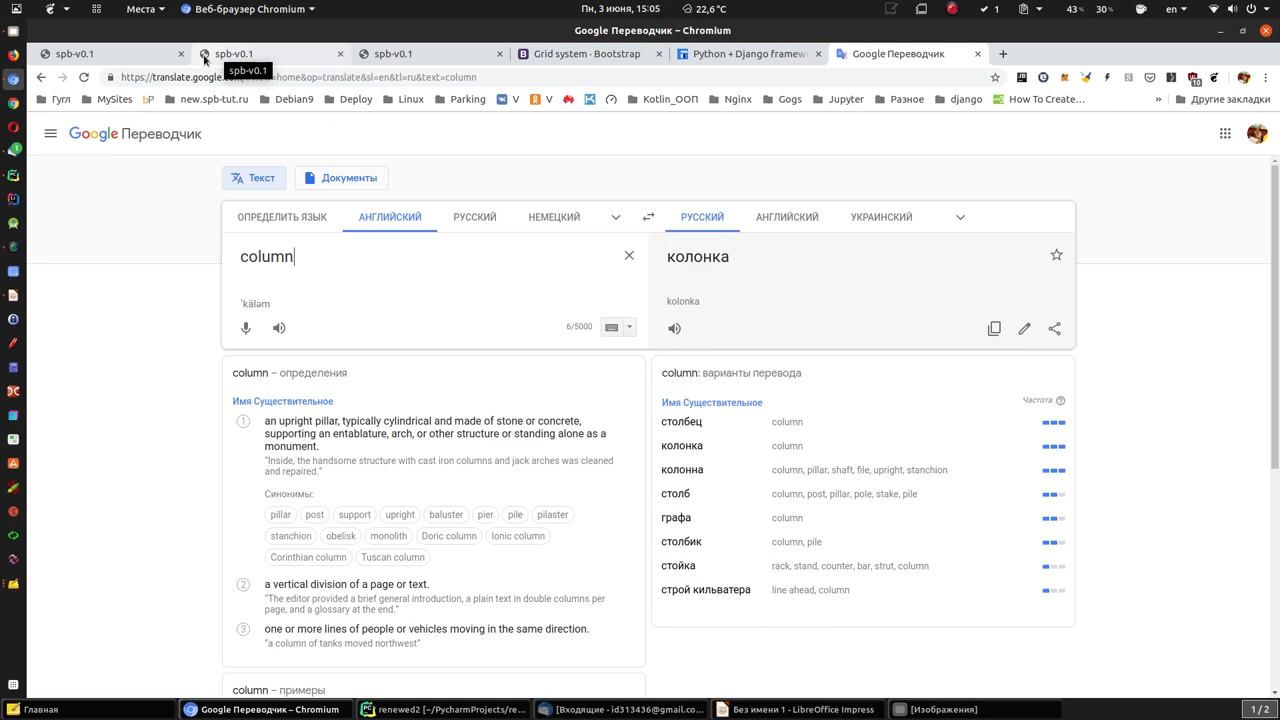 Места
Веб-браузер Chromium
Пн, 3 июня, 15:05
22,6 °C
1
43 %
30 %
en
Google Переводчик – Chromium
spb-v0.1
spb-v0.1
spb-v0.1
Grid system · Bootstrap
Python + Django framew
Google Переводчик
spb-v0.1
https://translate.google.
=home&op=translate&sl=en&tl=ru&text=column
10
Гугл
MySites
bP
new.spb-tut.ru
Debian9
Deploy
Linux
Parking
V
V
Kotlin_ООП
Nginx
Gogs
Jupyter
Разное
django
How To Create…
»
Другие закладки
Google Переводчик
Текст
Документы
ОПРЕДЕЛИТЬ ЯЗЫК
АНГЛИЙСКИЙ
РУССКИЙ
НЕМЕЦКИЙ
РУССКИЙ
АНГЛИЙСКИЙ
УКРАИНСКИЙ
column
колонка
ˈkäləm
kolonka
6/5000
column – определения
Имя Существительное
1
an upright pillar, typically cylindrical and made of stone or concrete,
supporting an entablature, arch, or other structure or standing alone as a
monument.
"Inside, the handsome structure with cast iron columns and jack arches was cleaned
and repaired."
Синонимы:
pillar
post
support
upright
baluster
pier
pile
pilaster
stanchion
obelisk
monolith
Doric column
Ionic column
Corinthian column
Tuscan column
2
a vertical division of a page or text.
"The editor provided a brief general introduction, a plain text in double columns per
page, and a glossary at the end."
3
one or more lines of people or vehicles moving in the same direction.
"a column of tanks moved northwest"
column – примеры
column: варианты перевода
Имя Существительное
Частота
столбец column
колонка column
колонна column, pillar, shaft, file, upright, stanchion
столб column, post, pillar, pole, stake, pile
графа column
столбик column, pile
стойка rack, stand, counter, bar, strut, column
строй кильватера line ahead, column
Главная
Google Переводчик – Chromium
renewed2 [~/PycharmProjects/re...
[Входящие - id313436@gmail.co...
Без имени 1 - LibreOffice Impress
[Изображения]
1 / 2